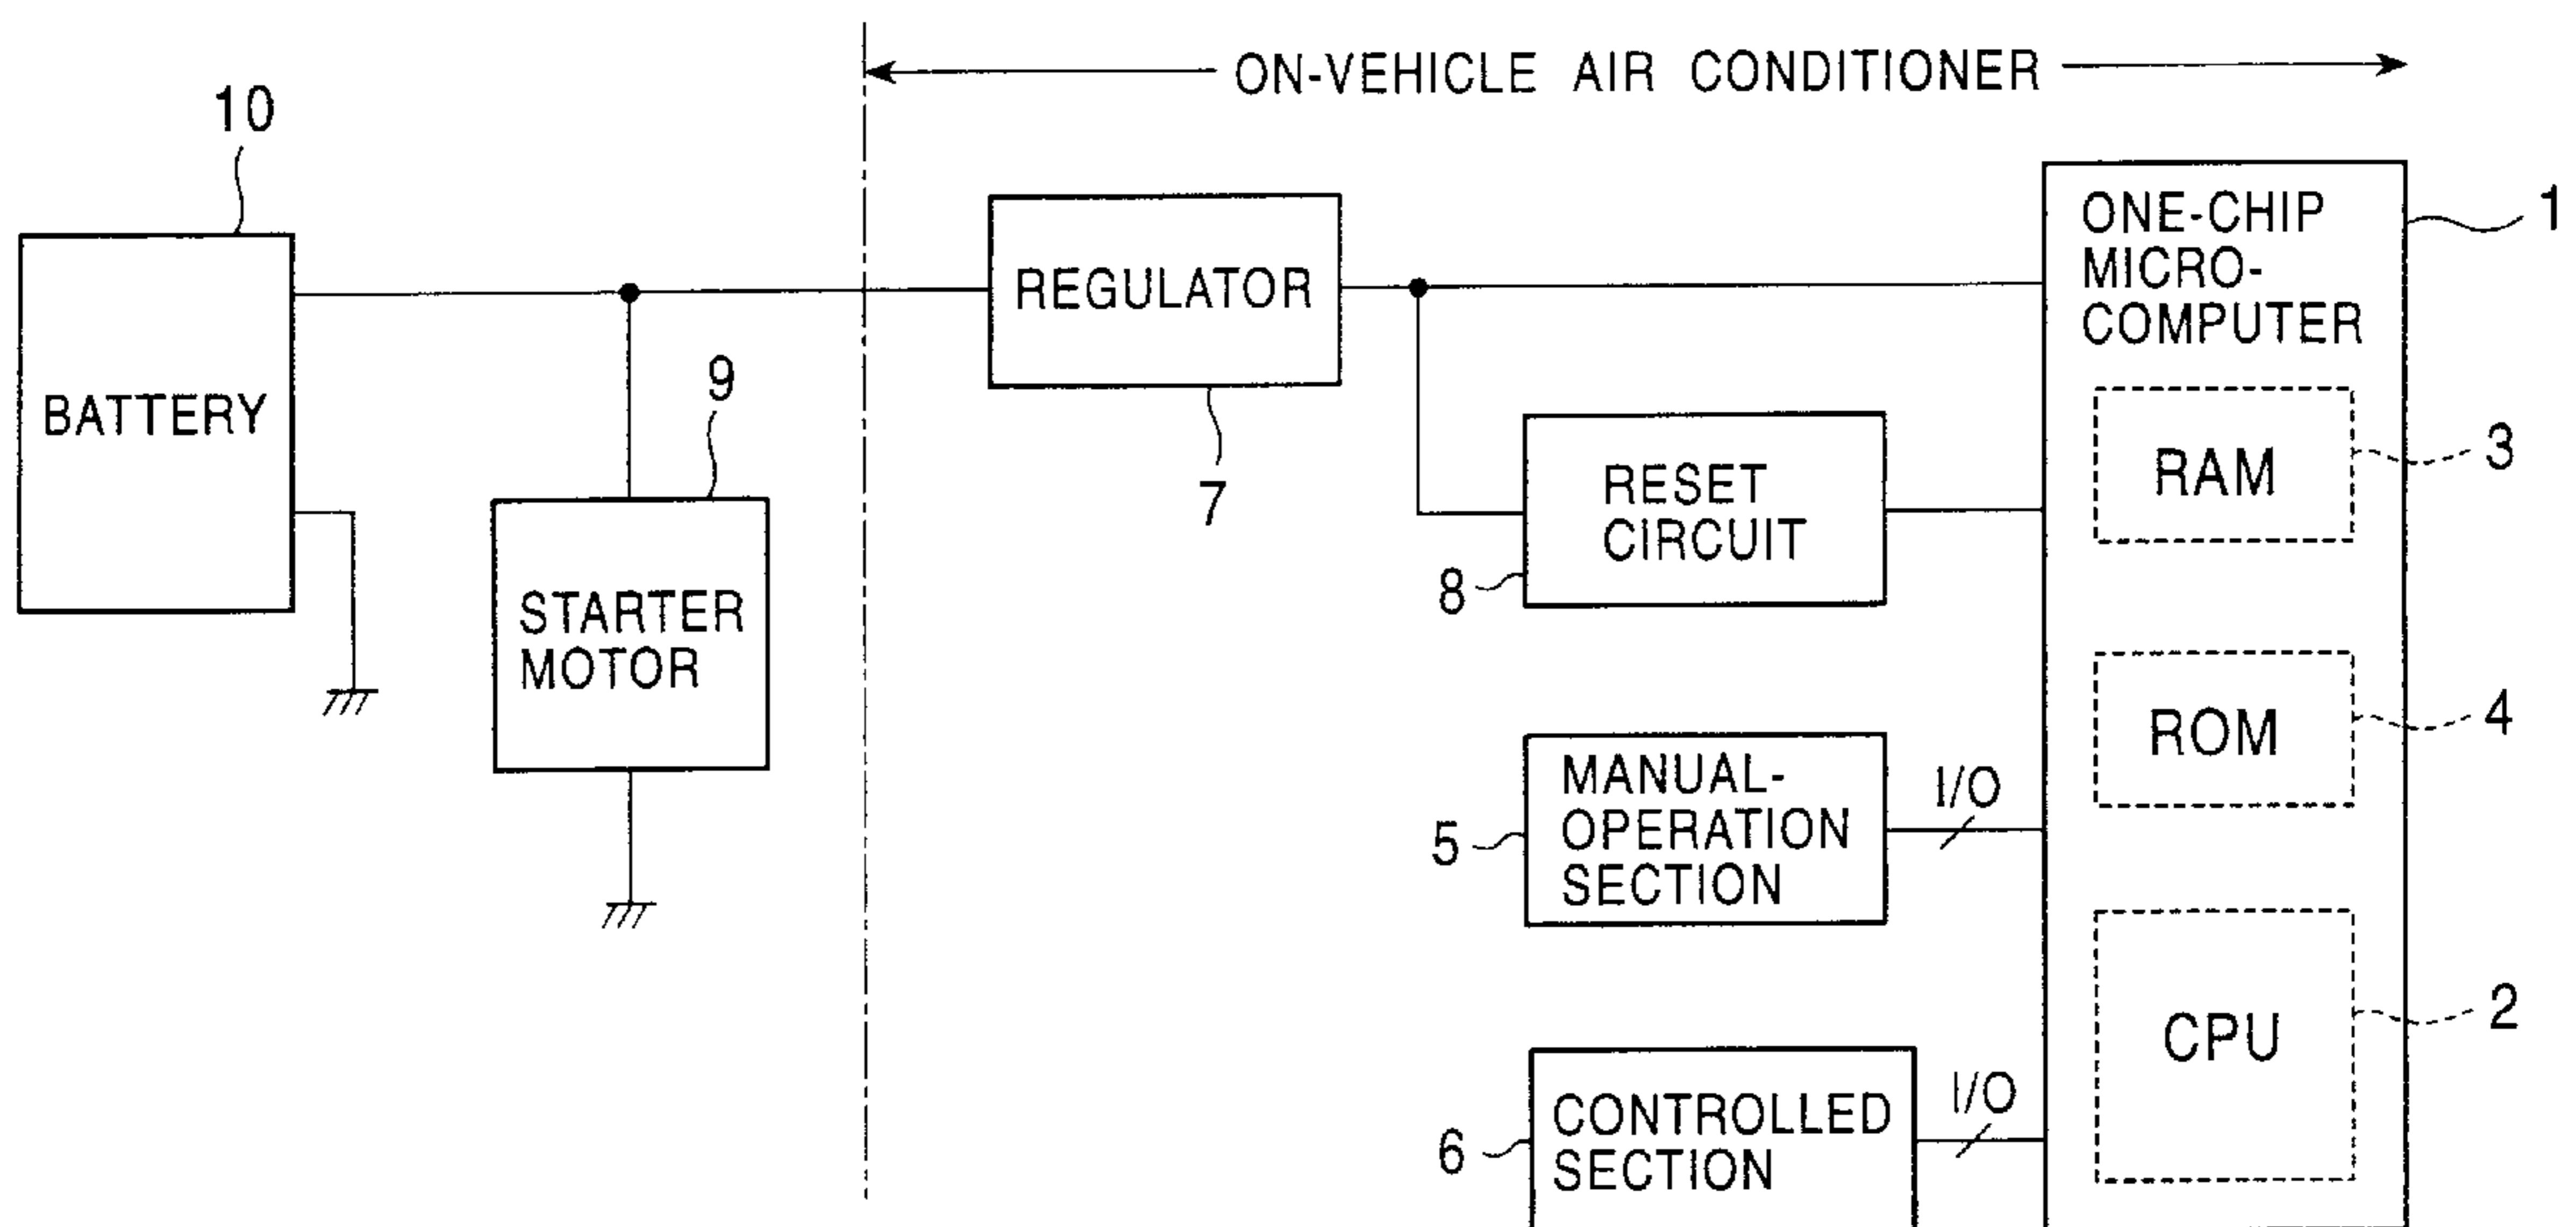 ON-VEHICLE AIR CONDITIONER
10
BATTERY
9
STARTER
MOTOR
REGULATOR
7
RESET
CIRCUIT
8
MANUAL-
OPERATION
SECTION
5
I/O
CONTROLLED
SECTION
6
I/O
ONE-CHIP
MICRO-
COMPUTER
1
RAM
3
ROM
4
CPU
2